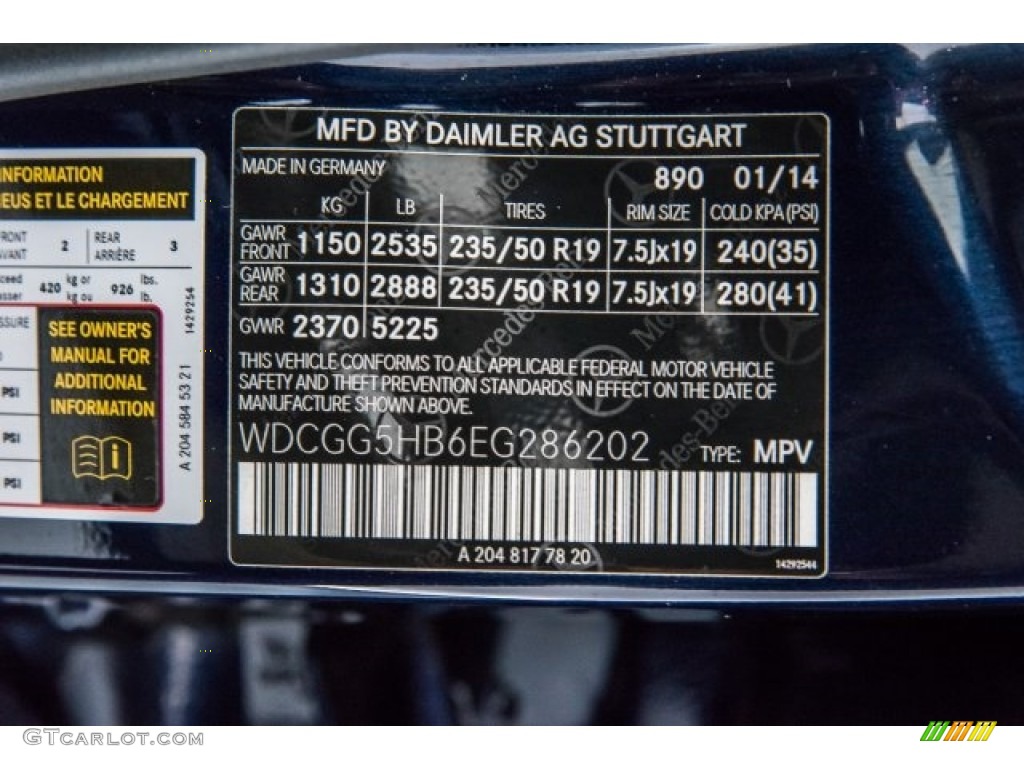 INFORMATION
EUS ET LE CHARGEMENT
FRONT 2 REAR 3
AVANT ARRIÈRE
420 kg or 926 lbs.
kg ou lb.
SSURE
PSI
PSI
PSI
SEE OWNER'S
MANUAL FOR
ADDITIONAL
INFORMATION
A 204 584 53 21
1429254
MFD BY DAIMLER AG STUTTGART
MADE IN GERMANY 890 01/14
KG LB TIRES RIM SIZE COLD KPA(PSI)
GAWR FRONT 1150 2535 235/50 R19 7.5Jx19 240(35)
GAWR REAR 1310 2888 235/50 R19 7.5Jx19 280(41)
GVWR 2370 5225
THIS VEHICLE CONFORMS TO ALL APPLICABLE FEDERAL MOTOR VEHICLE
SAFETY AND THEFT PREVENTION STANDARDS IN EFFECT ON THE DATE OF
MANUFACTURE SHOWN ABOVE.
WDCGG5HB6EG286202 TYPE: MPV
A 204 817 78 20
14292544
GTCarLot.com